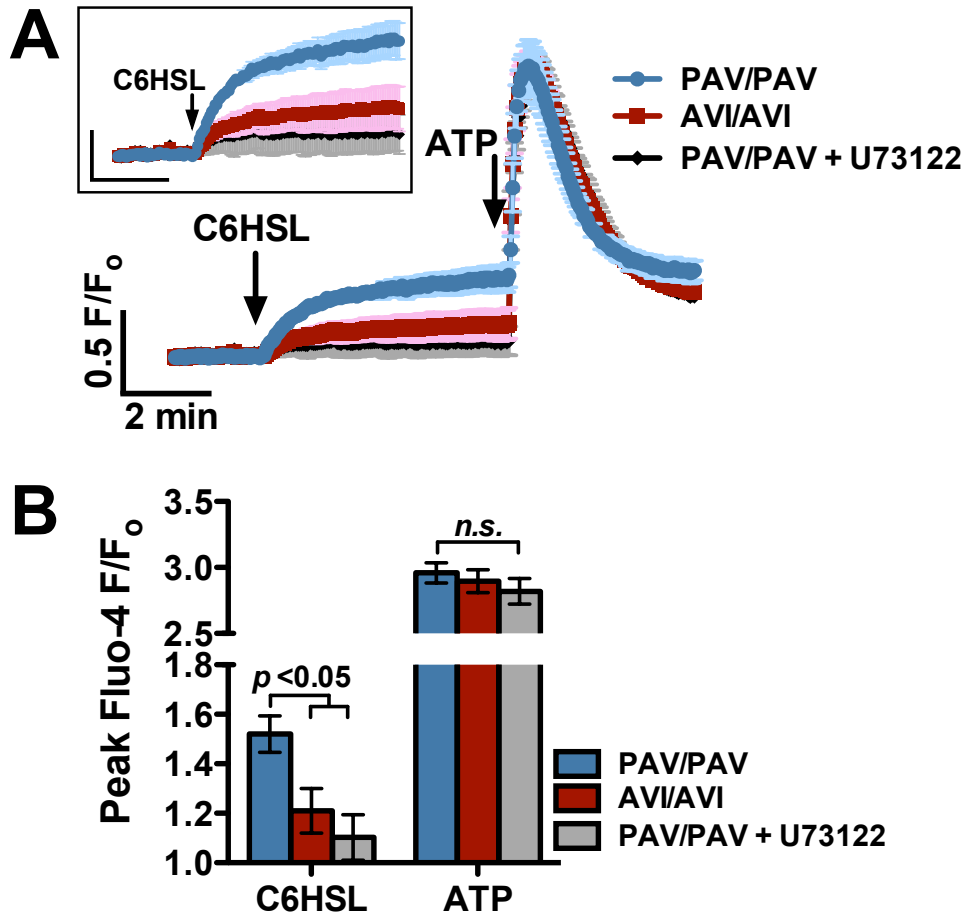 A
C6HSL
PAV/PAV
AVI/AVI
PAV/PAV + U73122
ATP
C6HSL
0.5 F/Fo
2 min
B
Peak Fluo-4 F/Fo
3.5
3.0
2.5
1.8
1.6
1.4
1.2
1.0
n.s.
p <0.05
PAV/PAV
AVI/AVI
PAV/PAV + U73122
C6HSL
ATP